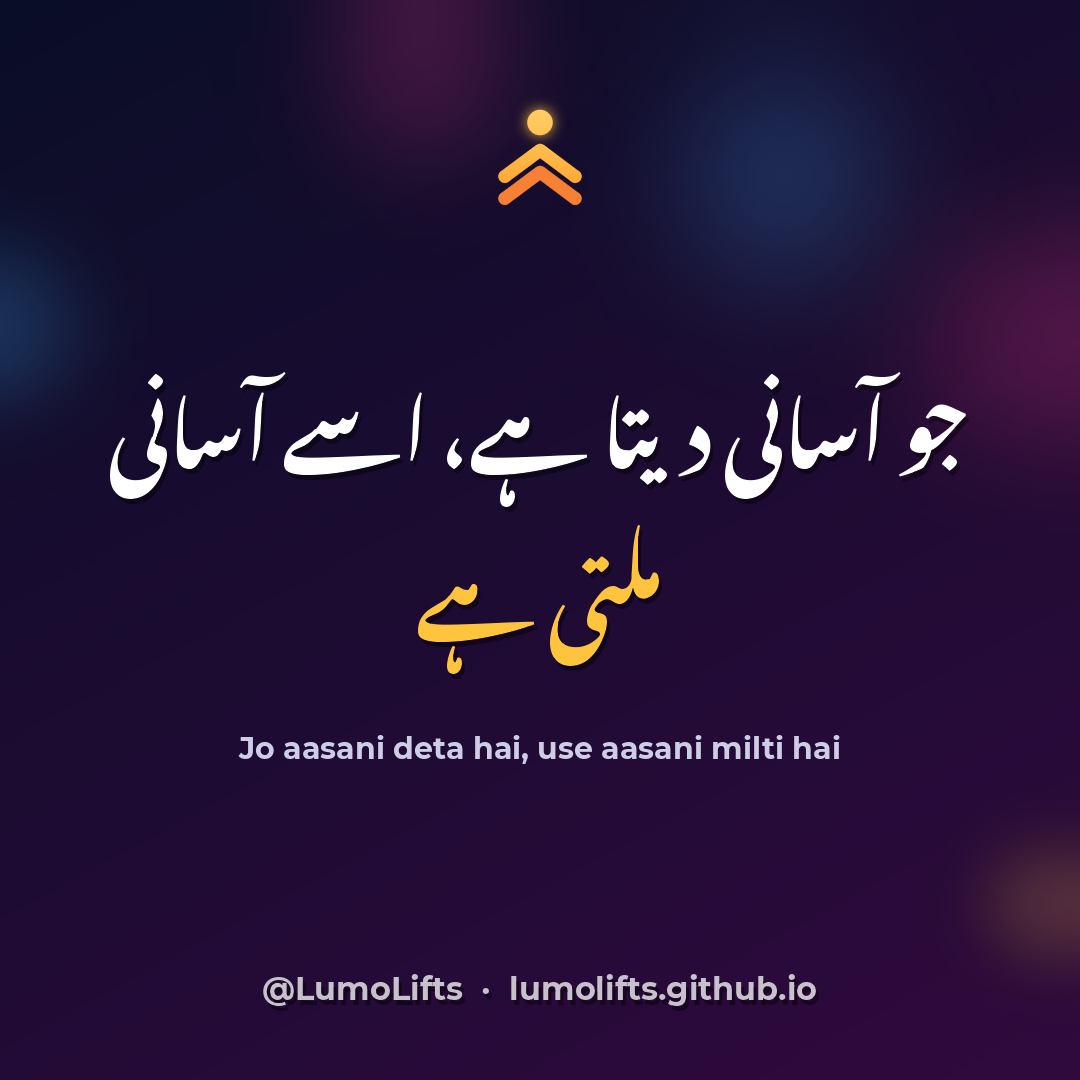 جو آسانی دیتا ہے، اسے آسانی
ملتی ہے
Jo aasani deta hai, use aasani milti hai
@LumoLifts · lumolifts.github.io